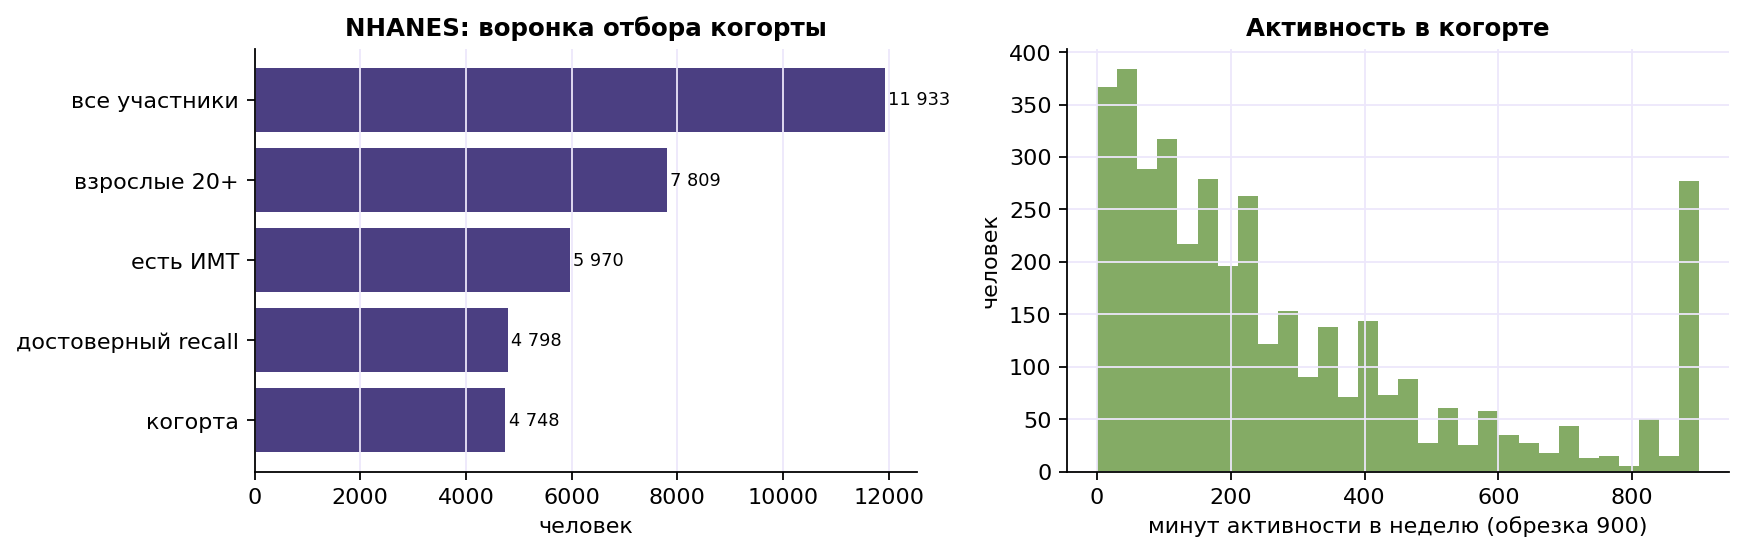 NHANES: воронка отбора когорты
все участники
11 933
взрослые 20+
7 809
есть ИМТ
5 970
достоверный recall
4 798
когорта
4 748
0
2000
4000
6000
8000
10000
12000
человек
Активность в когорте
400
350
300
250
200
150
100
50
0
человек
0
200
400
600
800
минут активности в неделю (обрезка 900)